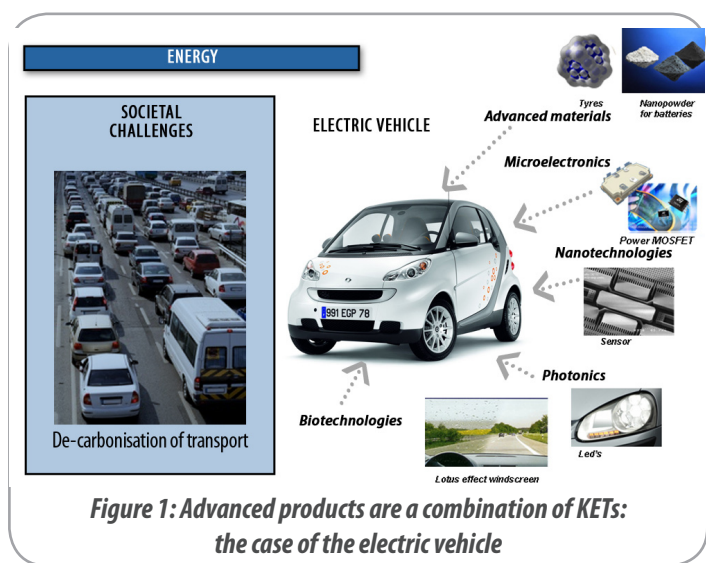 ENERGY
SOCIETAL
CHALLENGES
De-carbonisation of transport
ELECTRIC VEHICLE
Tyres
Nanopowder
for batteries
Advanced materials
Microelectronics
Power MOSFET
Nanotechnologies
Sensor
Photonics
Led's
Biotechnologies
Lotus effect windscreen
991 EGP 78
Figure 1: Advanced products are a combination of KETs:
the case of the electric vehicle